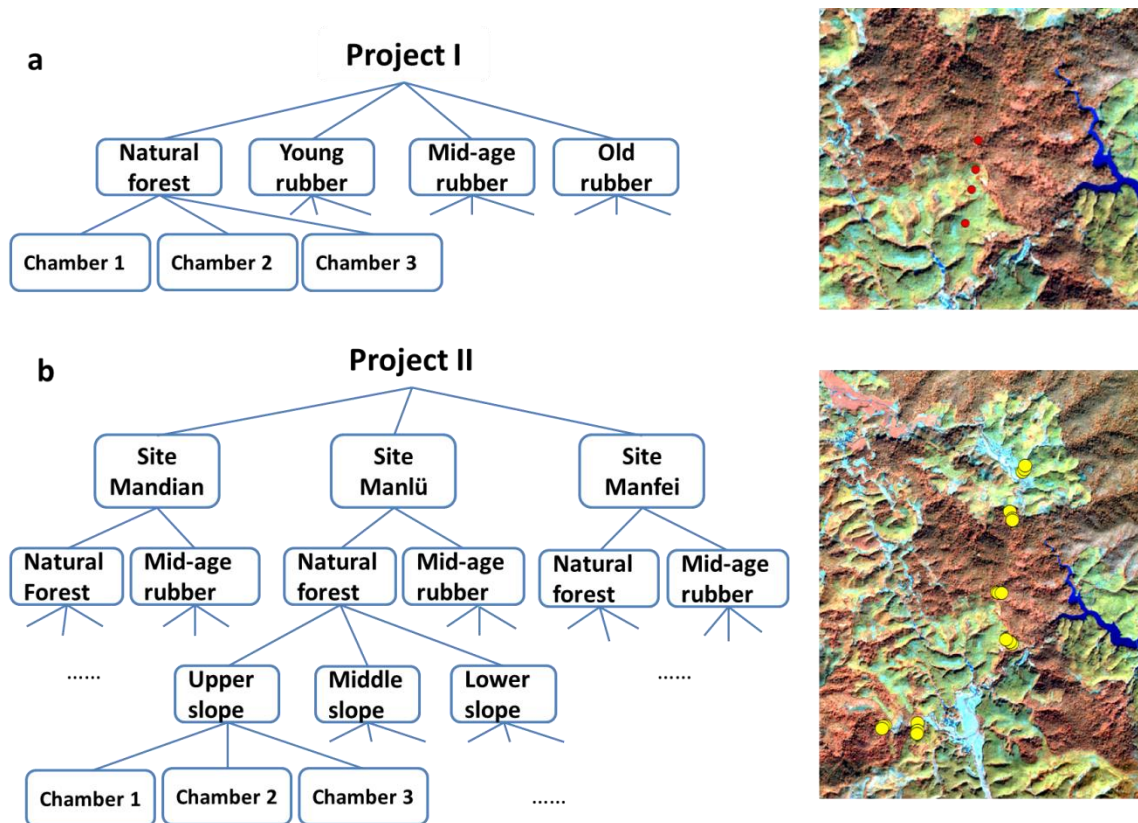 a
Project I
Natural forest
Young rubber
Mid-age rubber
Old rubber
Chamber 1
Chamber 2
Chamber 3
b
Project II
Site Mandian
Site Manlü
Site Manfei
Natural Forest
Mid-age rubber
Natural forest
Mid-age rubber
Natural forest
Mid-age rubber
......
Upper slope
Middle slope
Lower slope
......
Chamber 1
Chamber 2
Chamber 3
......